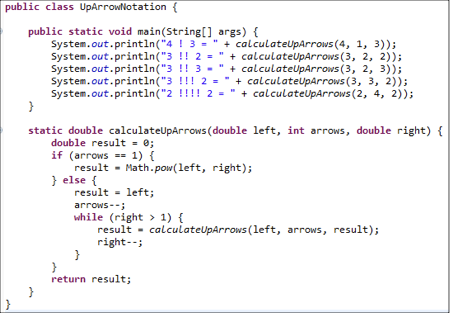 public class UpArrowNotation {
public static void main(String[] args) {
System.out.println("4 ! 3 = " + calculateUpArrows(4, 1, 3));
System.out.println("3 !! 2 = " + calculateUpArrows(3, 2, 2));
System.out.println("3 !! 3 = " + calculateUpArrows(3, 2, 3));
System.out.println("3 !!! 2 = " + calculateUpArrows(3, 3, 2));
System.out.println("2 !!!! 2 = " + calculateUpArrows(2, 4, 2));
}
static double calculateUpArrows(double left, int arrows, double right) {
double result = 0;
if (arrows == 1) {
result = Math.pow(left, right);
} else {
result = left;
arrows--;
while (right > 1) {
result = calculateUpArrows(left, arrows, result);
right--;
}
}
return result;
}
}